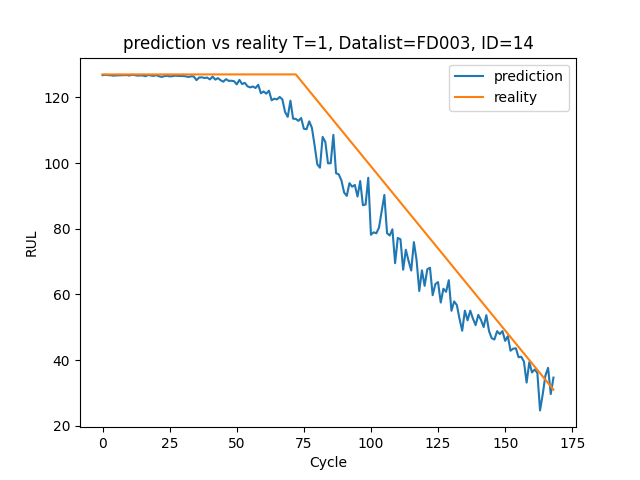 prediction vs reality T=1, Datalist=FD003, ID=14
prediction
reality
120
100
80
60
40
20
RUL
0 25 50 75 100 125 150 175
Cycle